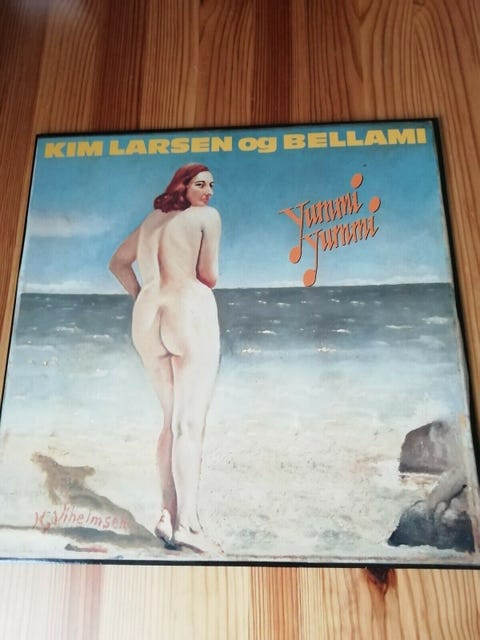 KIM LARSEN og BELLAMI
Yummi
Yummi
K. Vilhelmsen